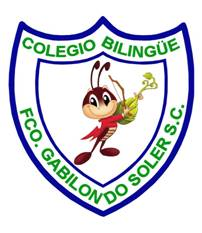 COLEGIO BILINGÜE
FCO. GABILONDO SOLER S.C.